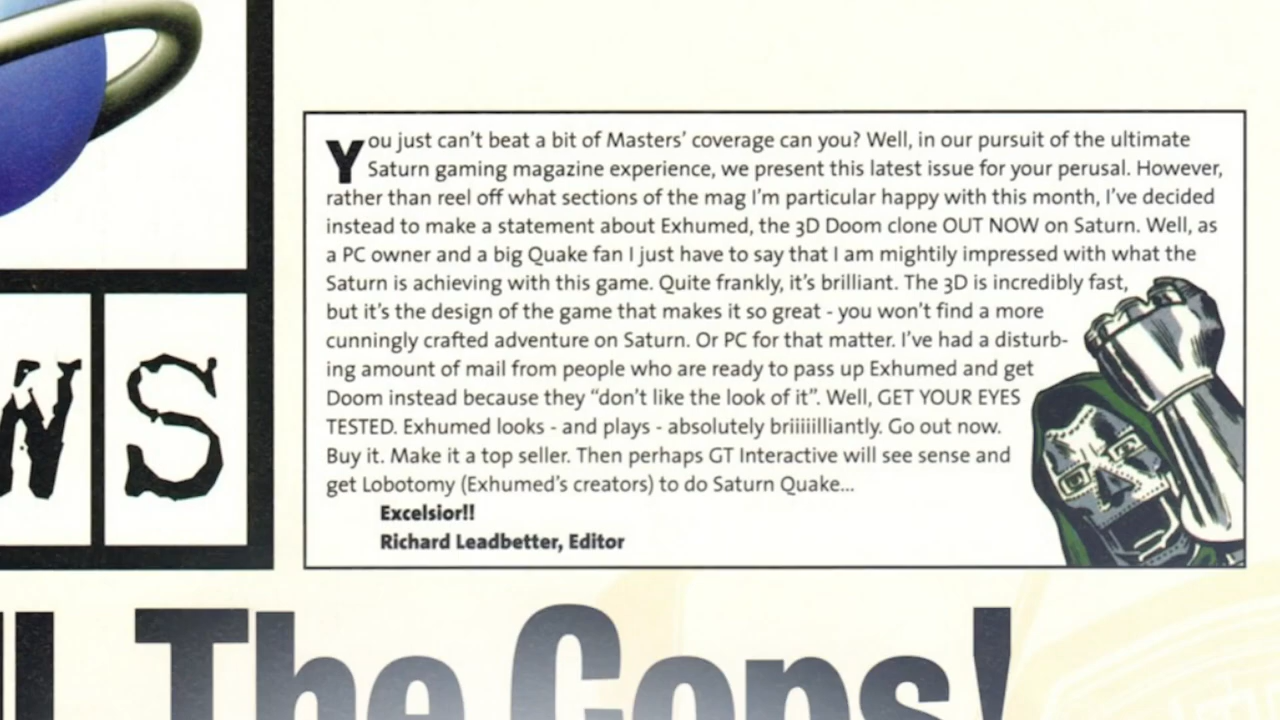 WS
You just can't beat a bit of Masters' coverage can you? Well, in our pursuit of the ultimate
Saturn gaming magazine experience, we present this latest issue for your perusal. However,
rather than reel off what sections of the mag I'm particular happy with this month, I've decided
instead to make a statement about Exhumed, the 3D Doom clone OUT NOW on Saturn. Well, as
a PC owner and a big Quake fan I just have to say that I am mightily impressed with what the
Saturn is achieving with this game. Quite frankly, it's brilliant. The 3D is incredibly fast,
but it's the design of the game that makes it so great - you won't find a more
cunningly crafted adventure on Saturn. Or PC for that matter. I've had a disturb-
ing amount of mail from people who are ready to pass up Exhumed and get
Doom instead because they “don't like the look of it”. Well, GET YOUR EYES
TESTED. Exhumed looks - and plays - absolutely briiiiilliantly. Go out now.
Buy it. Make it a top seller. Then perhaps GT Interactive will see sense and
get Lobotomy (Exhumed's creators) to do Saturn Quake...
Excelsior!!
Richard Leadbetter, Editor
The Cops!